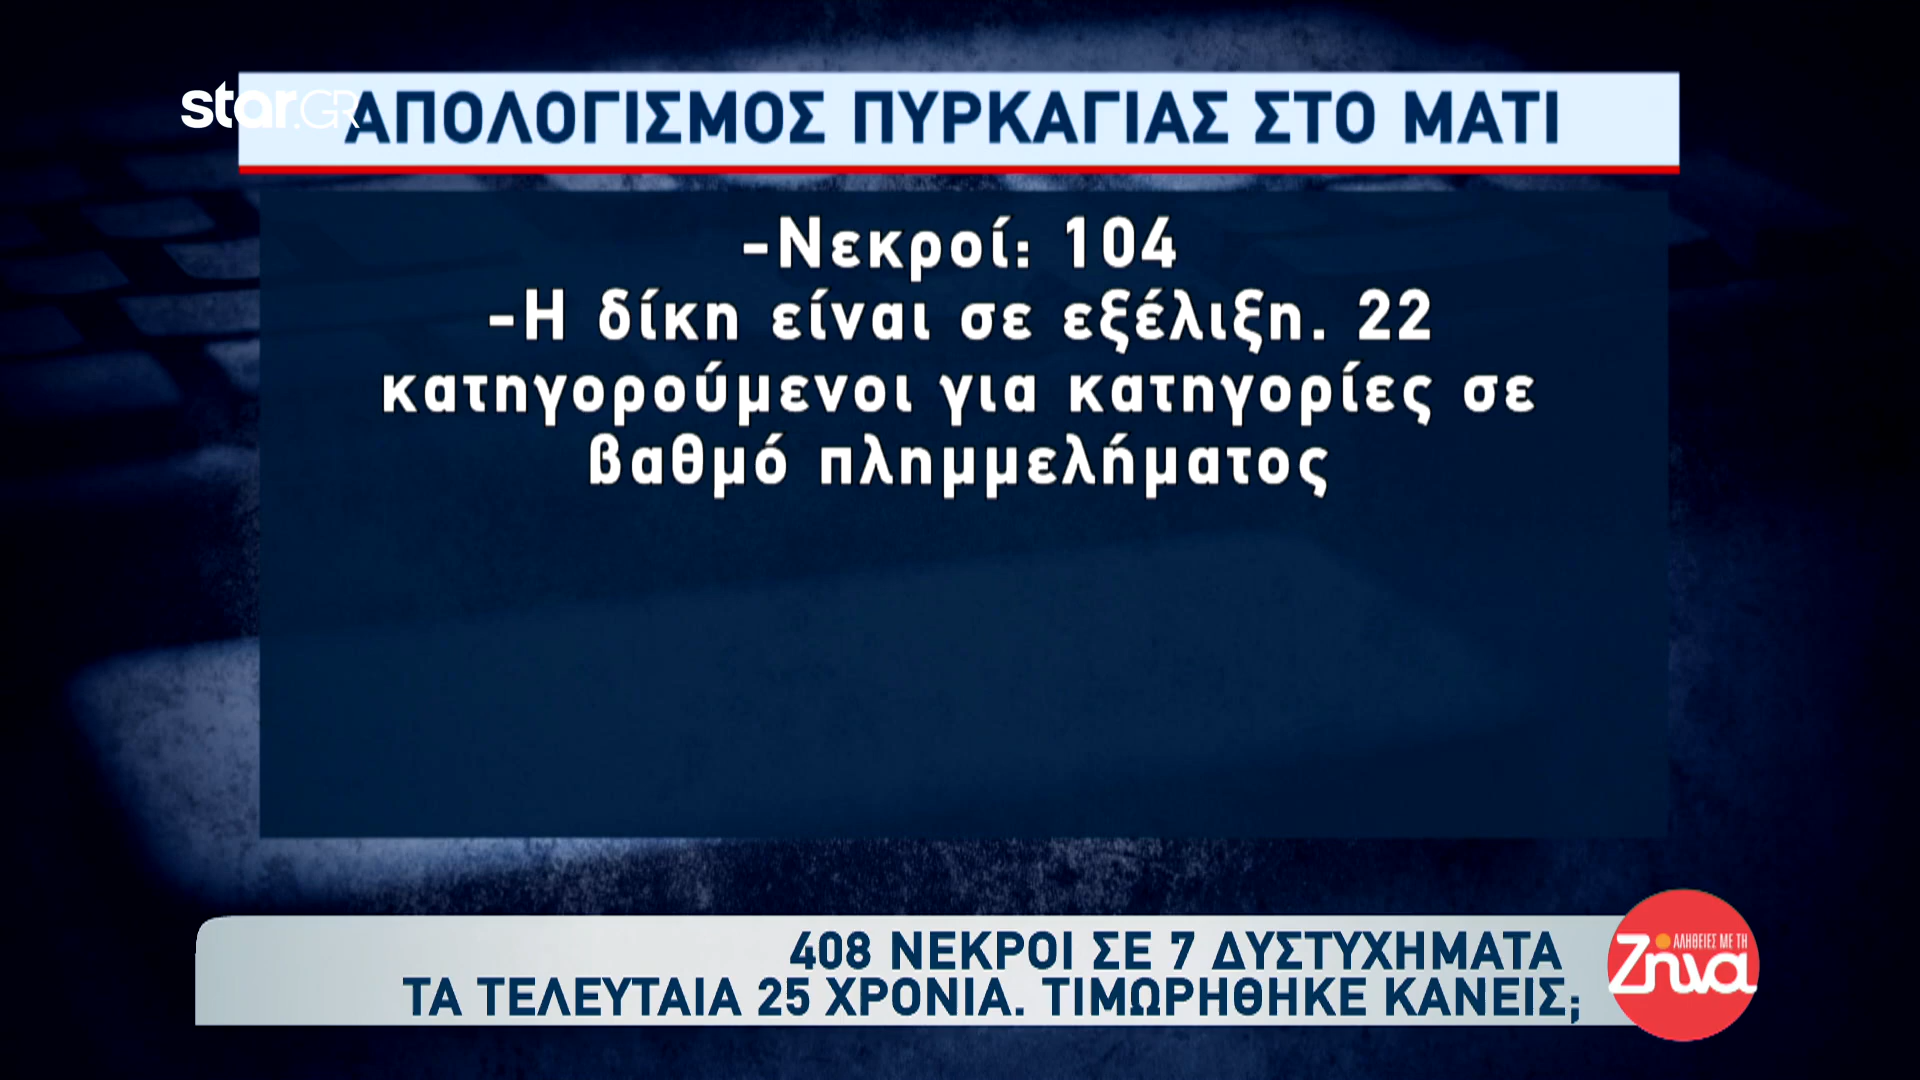 star.GR
ΑΠΟΛΟΓΙΣΜΟΣ ΠΥΡΚΑΓΙΑΣ ΣΤΟ ΜΑΤΙ
-Νεκροί: 104
-Η δίκη είναι σε εξέλιξη. 22
κατηγορούμενοι για κατηγορίες σε
βαθμό πλημμελήματος
408 ΝΕΚΡΟΙ ΣΕ 7 ΔΥΣΤΥΧΗΜΑΤΑ
ΤΑ ΤΕΛΕΥΤΑΙΑ 25 ΧΡΟΝΙΑ. ΤΙΜΩΡΗΘΗΚΕ ΚΑΝΕΙΣ;
ΑΛΗΘΕΙΕΣ ΜΕ ΤΗ
Ζήνα